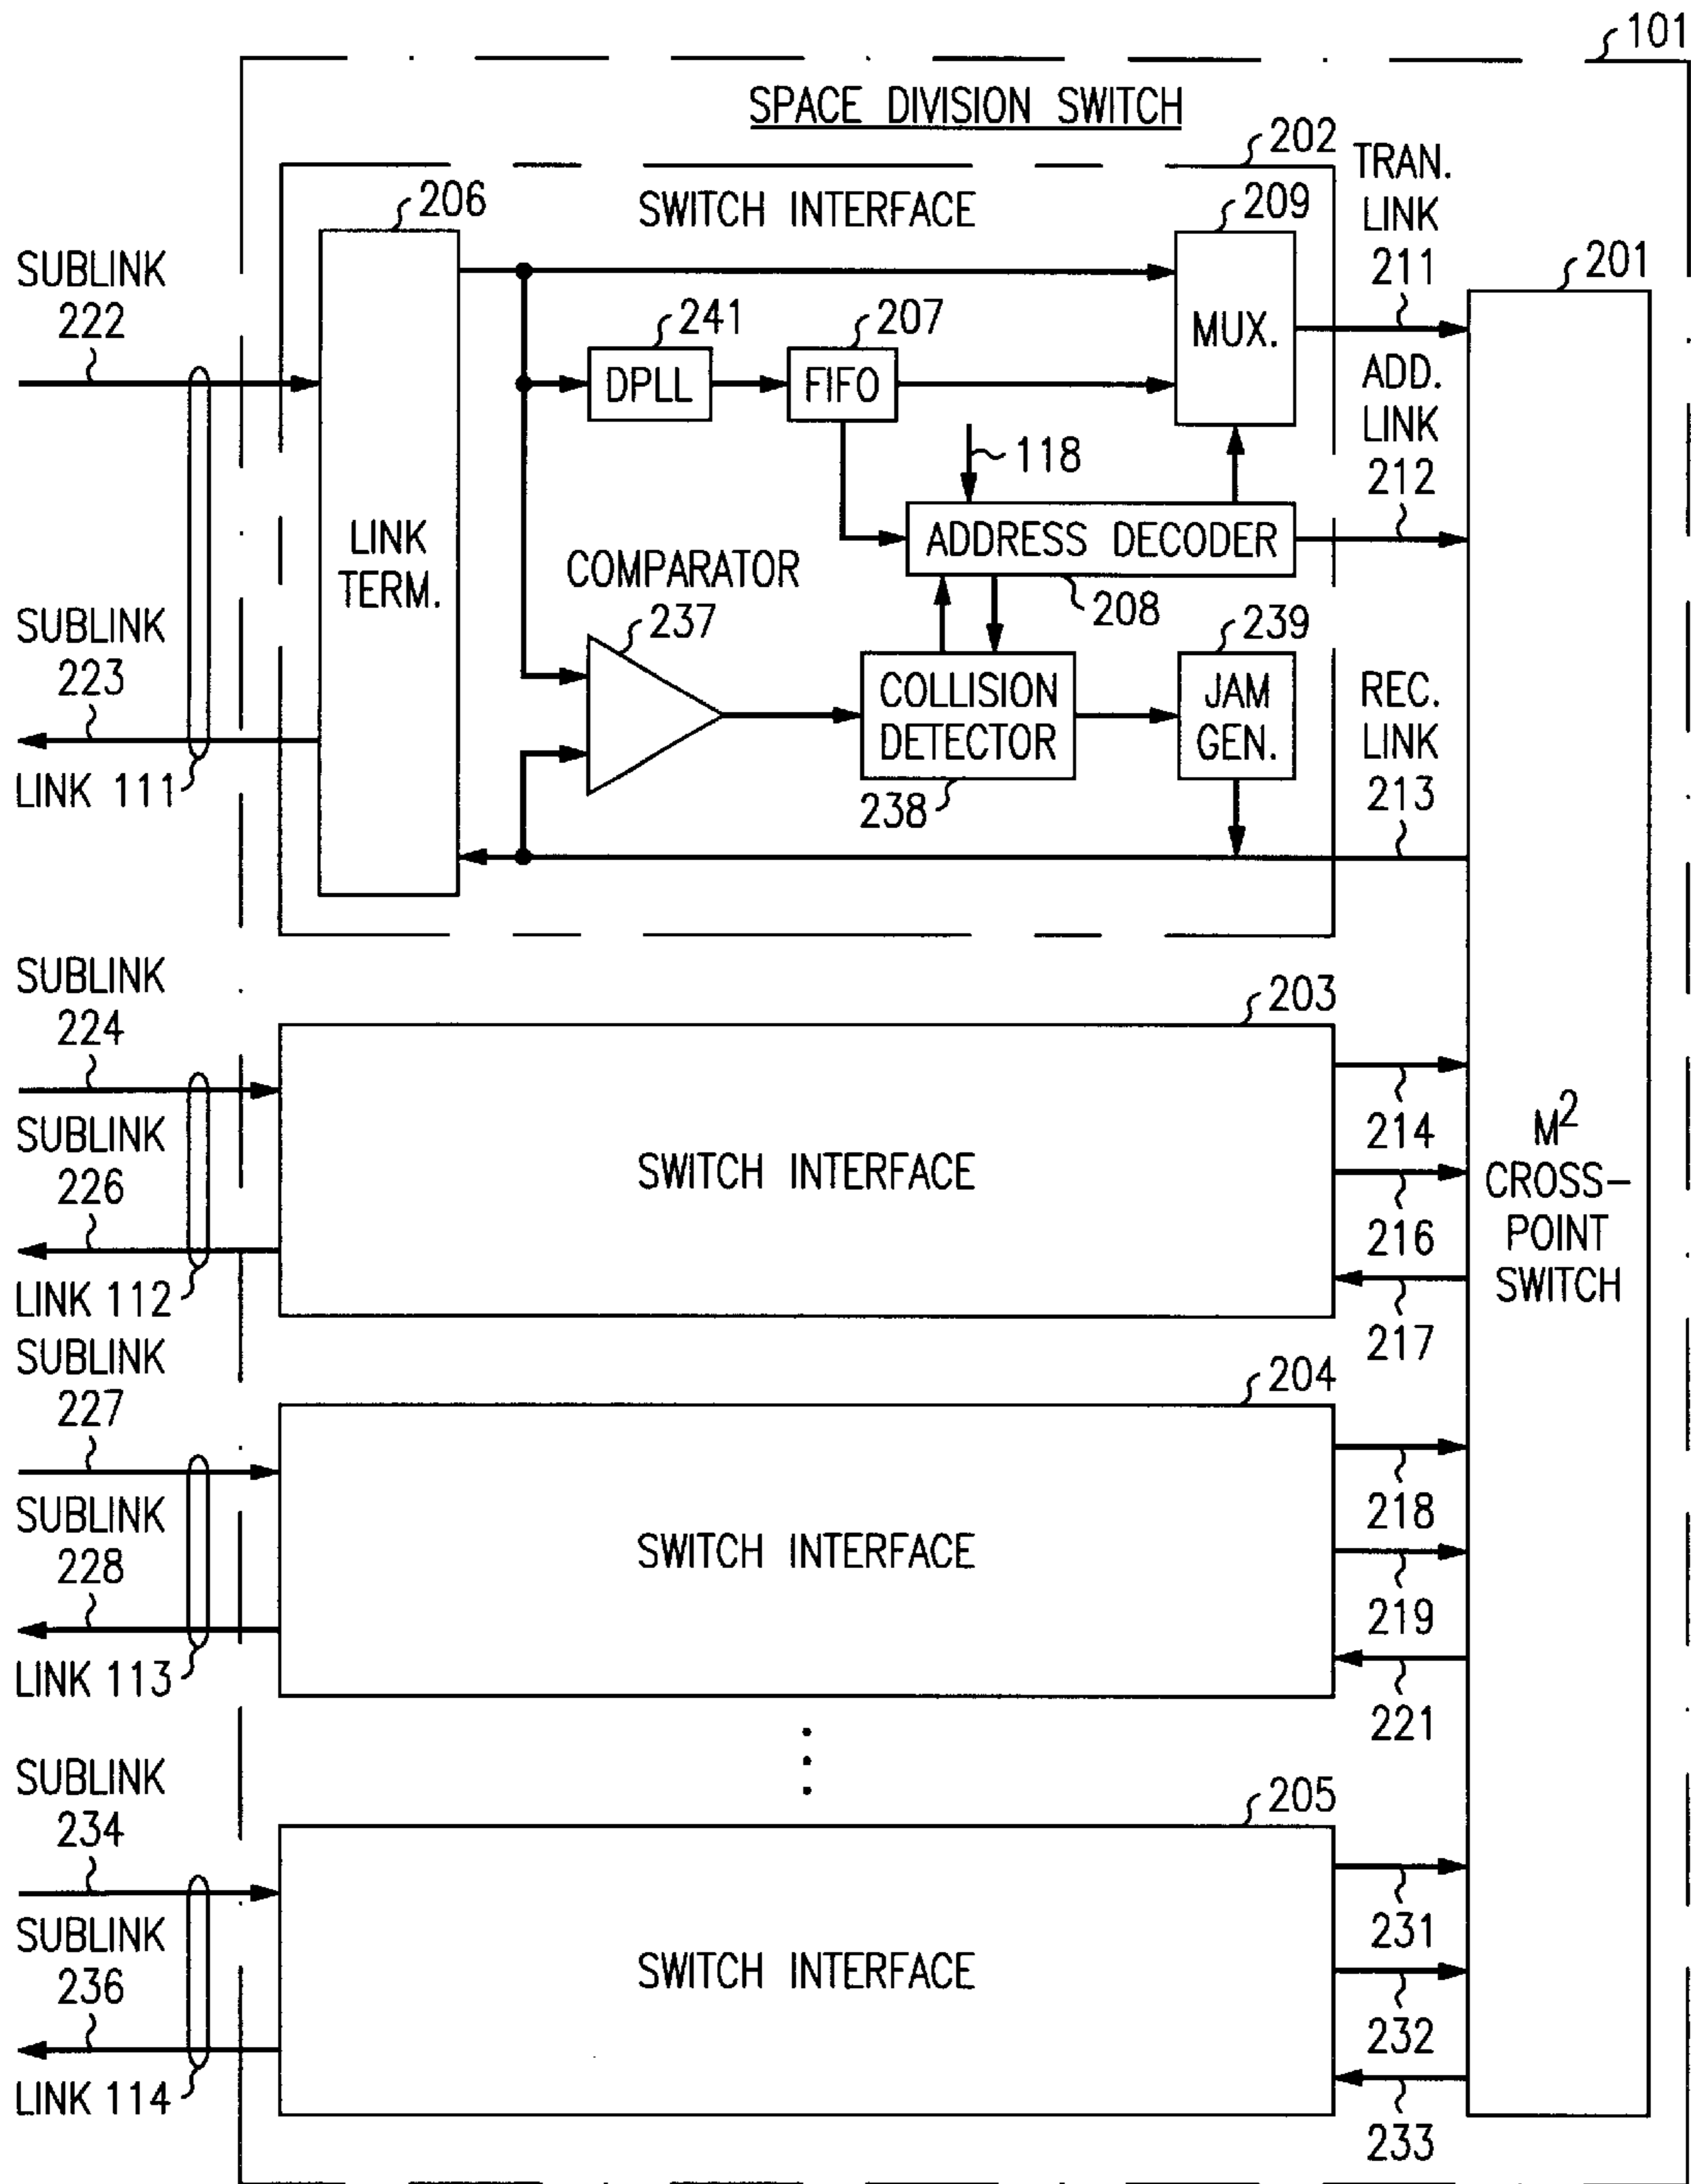 101
SPACE DIVISION SWITCH
202
SWITCH INTERFACE
206
209
TRAN.
LINK
211
201
SUBLINK
222
241
207
MUX.
DPLL
FIFO
ADD.
LINK
212
118
LINK
TERM.
ADDRESS DECODER
208
COMPARATOR
237
239
SUBLINK
223
COLLISION
DETECTOR
238
JAM
GEN.
REC.
LINK
213
LINK 111
SUBLINK
224
203
SUBLINK
226
SWITCH INTERFACE
214
216
217
M2
CROSS-
POINT
SWITCH
LINK 112
SUBLINK
227
204
SUBLINK
228
SWITCH INTERFACE
218
219
221
LINK 113
SUBLINK
234
205
SUBLINK
236
SWITCH INTERFACE
231
232
233
LINK 114